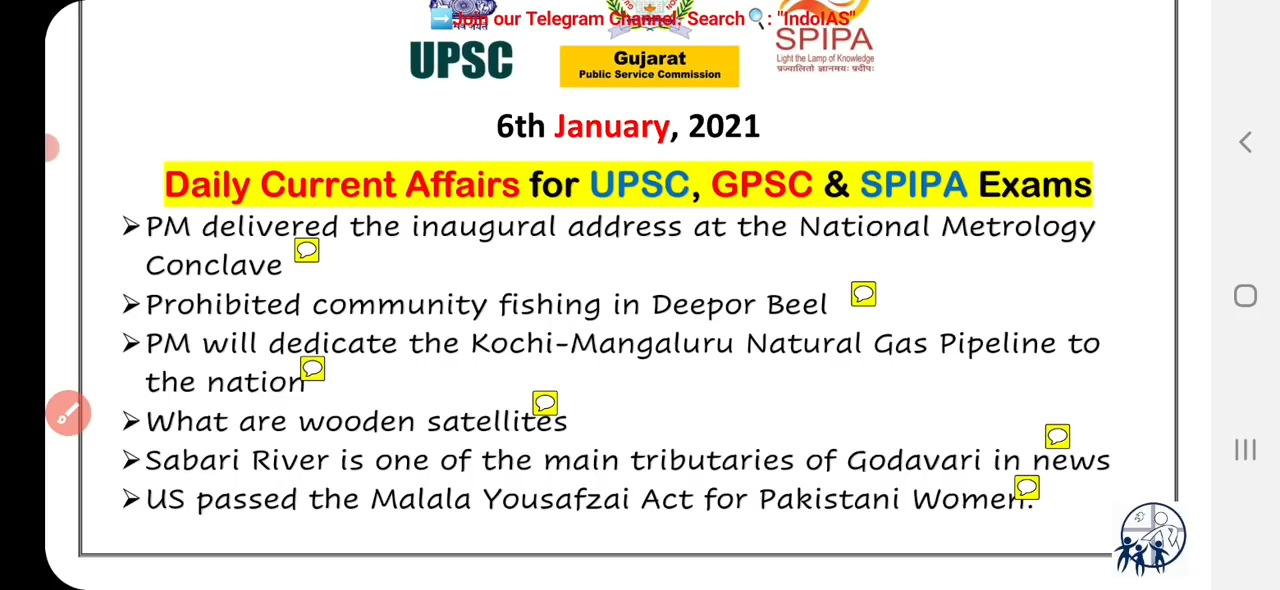 ➡Join our Telegram Channel: Search🔍: "IndoIAS"
UPSC
Gujarat
Public Service Commission
SPIPA
Light the Lamp of Knowledge
प्रज्वालितो ज्ञानमयः प्रदीपः
6th January, 2021
Daily Current Affairs for UPSC, GPSC & SPIPA Exams
➢PM delivered the inaugural address at the National Metrology
Conclave
➢Prohibited community fishing in Deepor Beel
➢PM will dedicate the Kochi-Mangaluru Natural Gas Pipeline to
the nation
➢What are wooden satellites
➢Sabari River is one of the main tributaries of Godavari in news
➢US passed the Malala Yousafzai Act for Pakistani Women.